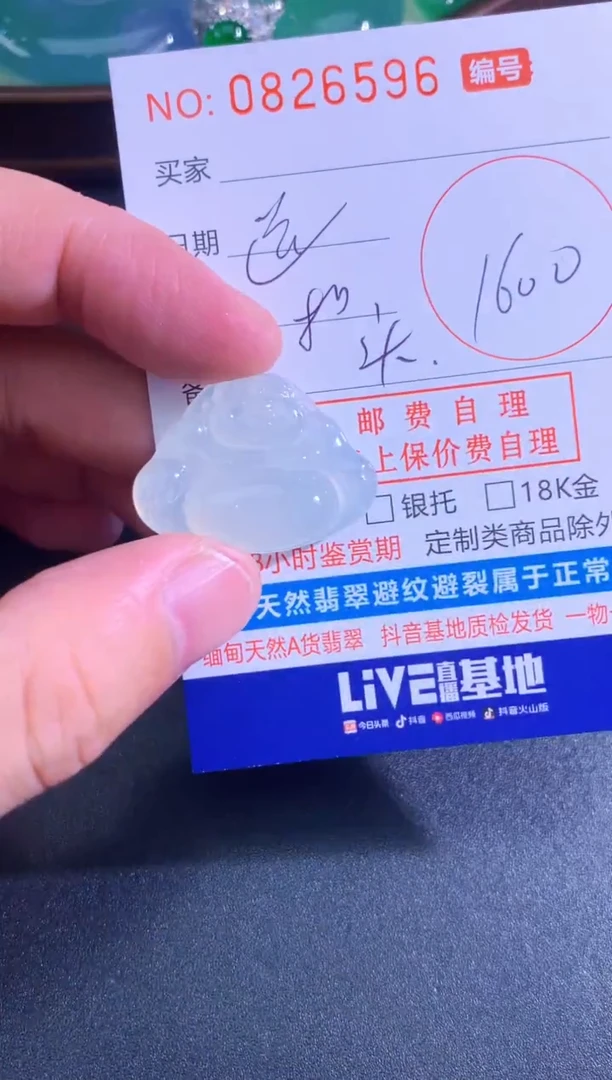 NO: 0826596 编号
买家
日期
1600
邮费自理
上保价费自理
银托 18K金
小时鉴赏期 定制类商品除外
天然翡翠避纹避裂属于正常
缅甸天然A货翡翠 抖音基地质检发货 一物一
LiVE直播基地
今日头条 抖音 西瓜视频 抖音火山版